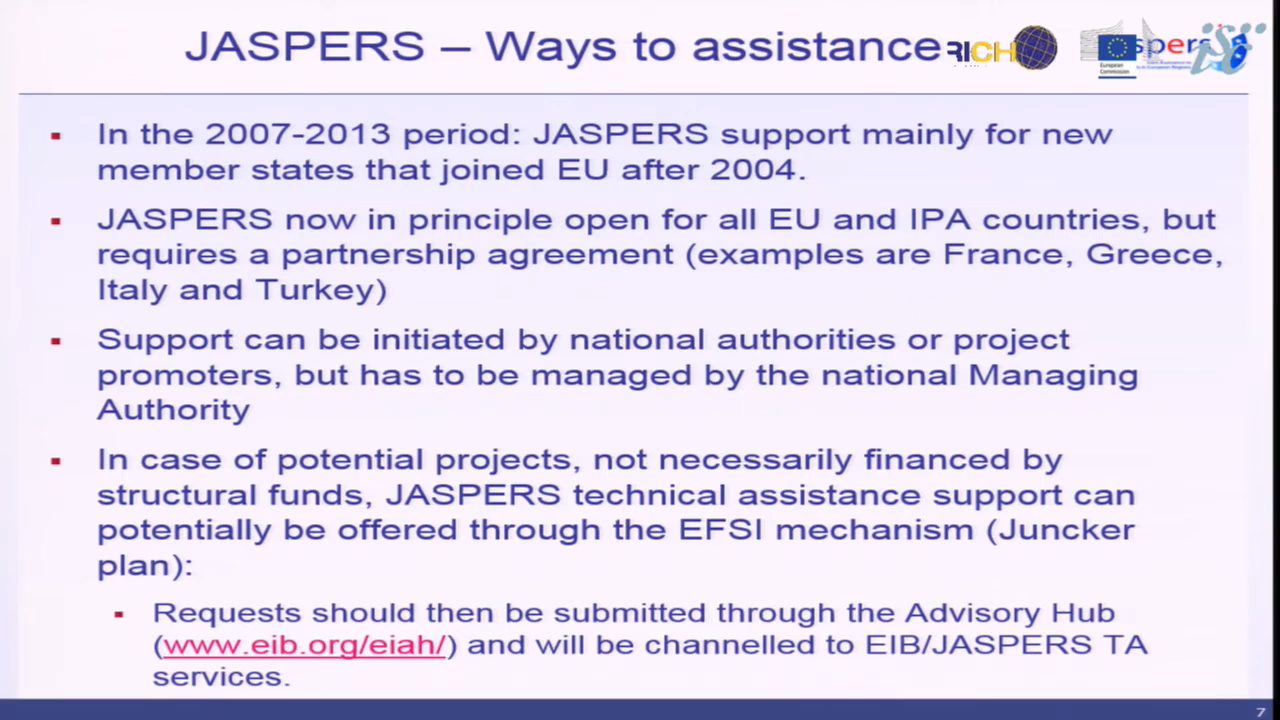 JASPERS – Ways to assistance
RICH
European
Commission
In the 2007-2013 period: JASPERS support mainly for new
member states that joined EU after 2004.
JASPERS now in principle open for all EU and IPA countries, but
requires a partnership agreement (examples are France, Greece,
Italy and Turkey)
Support can be initiated by national authorities or project
promoters, but has to be managed by the national Managing
Authority
In case of potential projects, not necessarily financed by
structural funds, JASPERS technical assistance support can
potentially be offered through the EFSI mechanism (Juncker
plan):
Requests should then be submitted through the Advisory Hub
(www.eib.org/eiah/) and will be channelled to EIB/JASPERS TA
services.
7